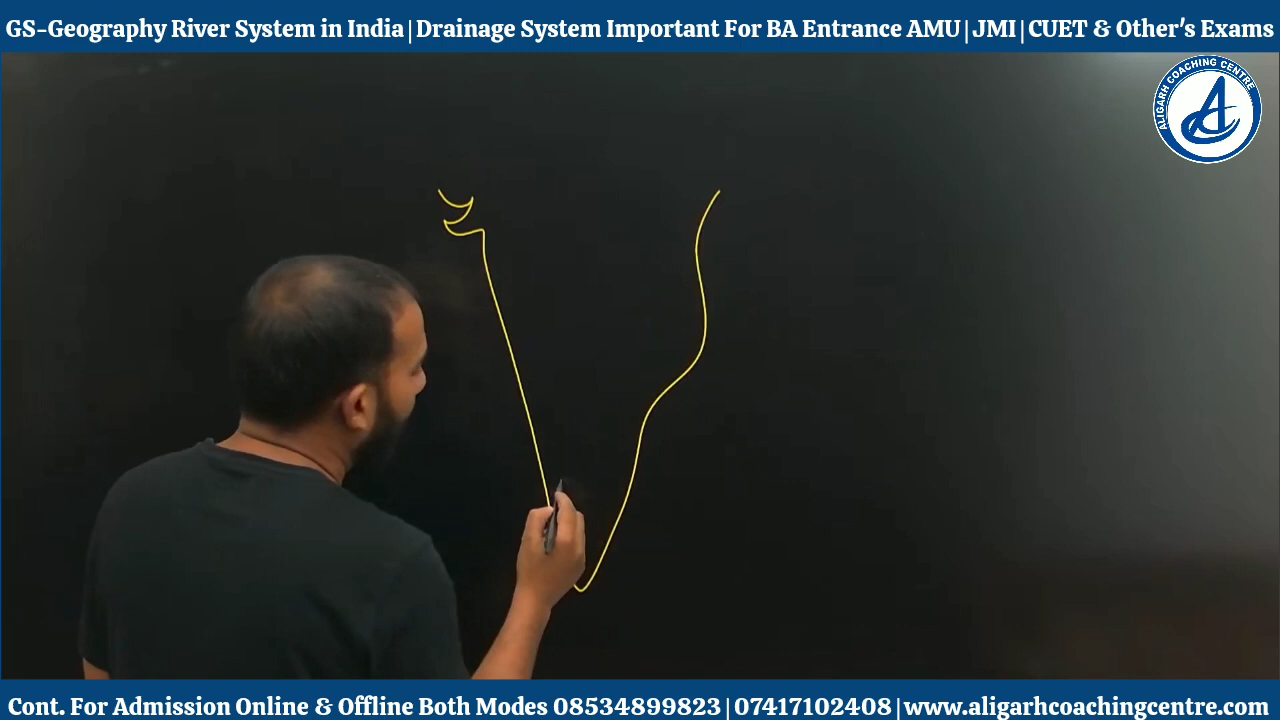 GS-Geography River System in India|Drainage System Important For BA Entrance AMU|JMI|CUET & Other's Exams
ALIGARH COACHING CENTRE
A
Cont. For Admission Online & Offline Both Modes 08534899823|07417102408|www.aligarhcoachingcentre.com